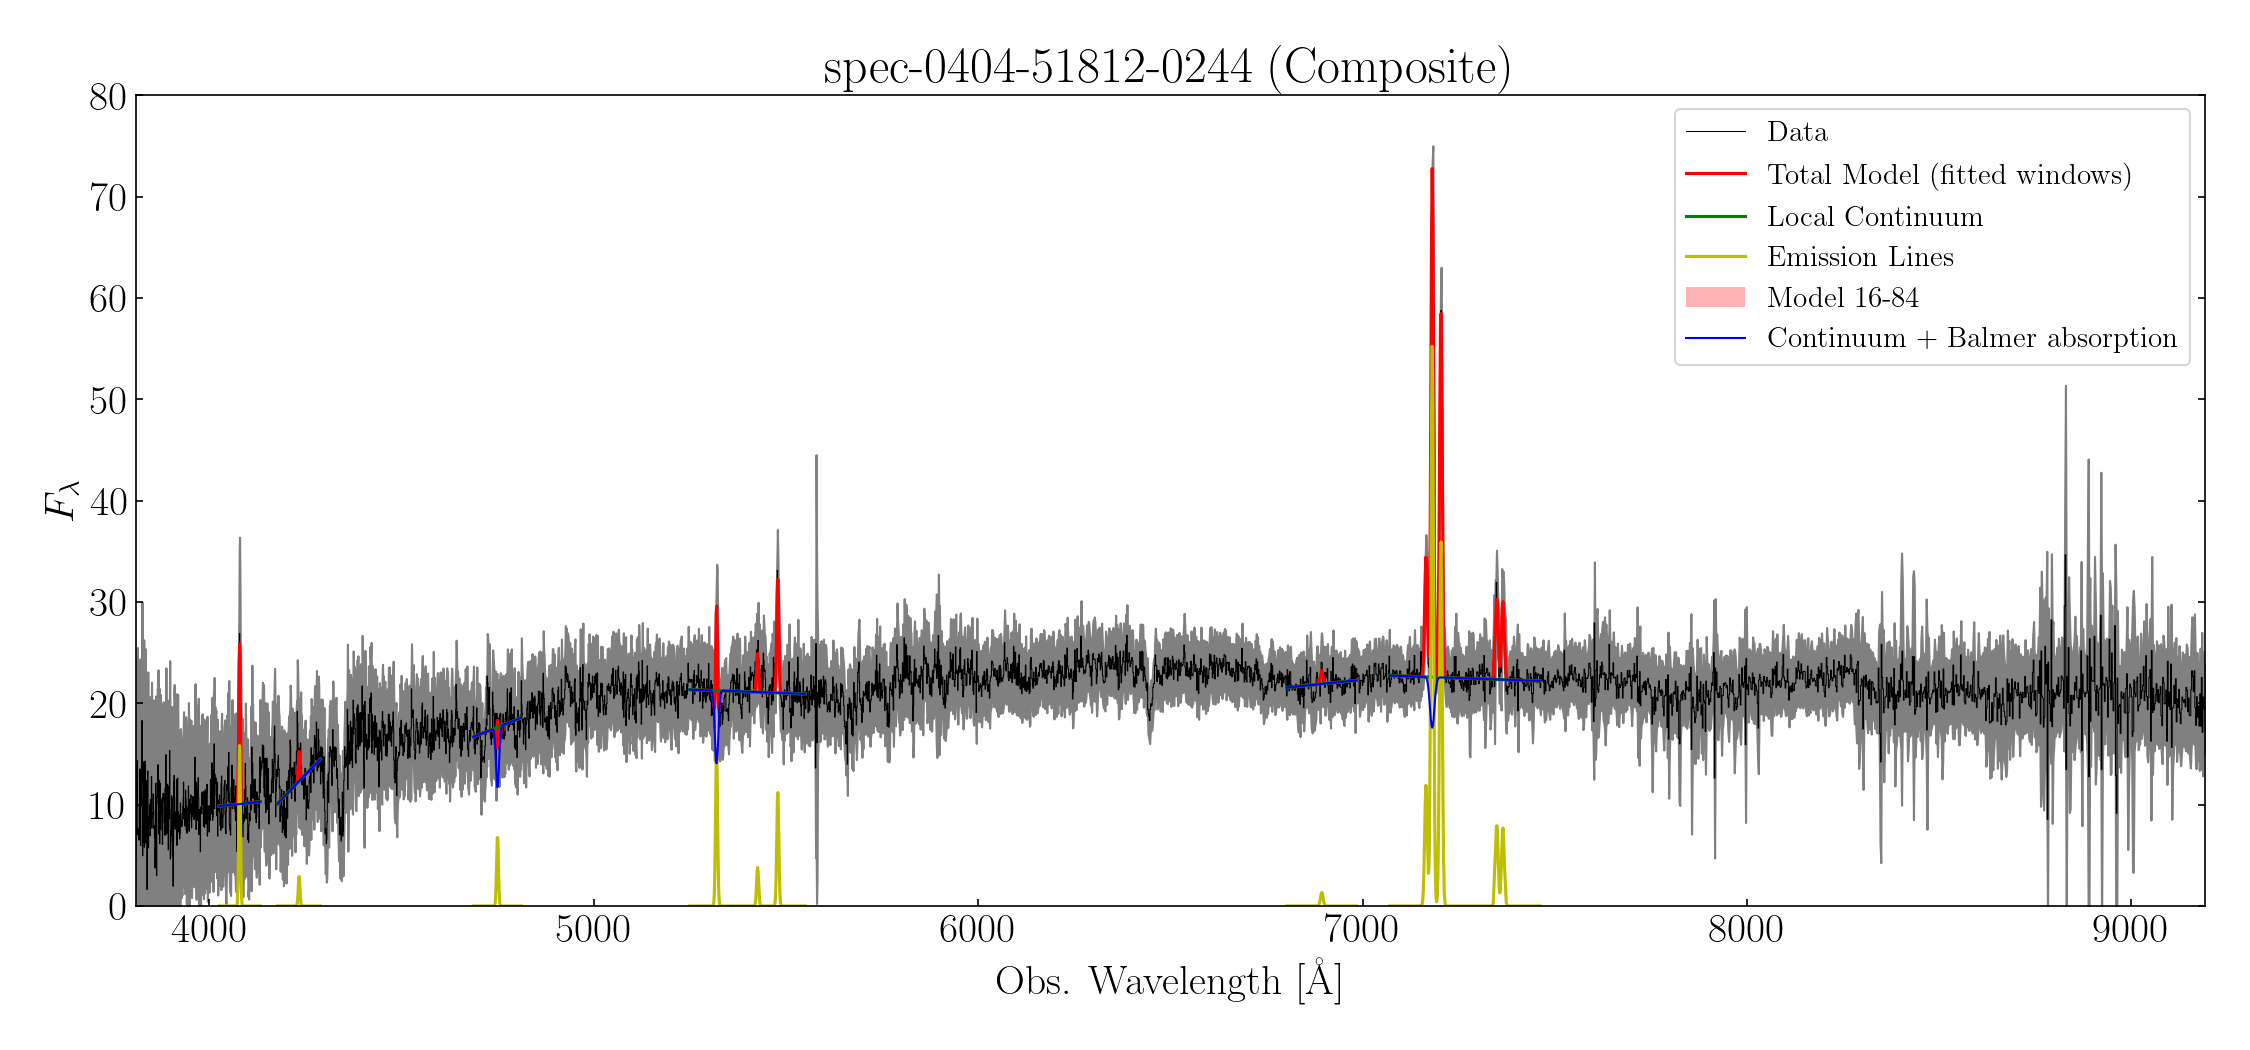 spec-0404-51812-0244 (Composite)
80
70
60
50
40
30
20
10
0
F_λ
Data
Total Model (fitted windows)
Local Continuum
Emission Lines
Model 16-84
Continuum + Balmer absorption
4000 5000 6000 7000 8000 9000
Obs. Wavelength [Å]